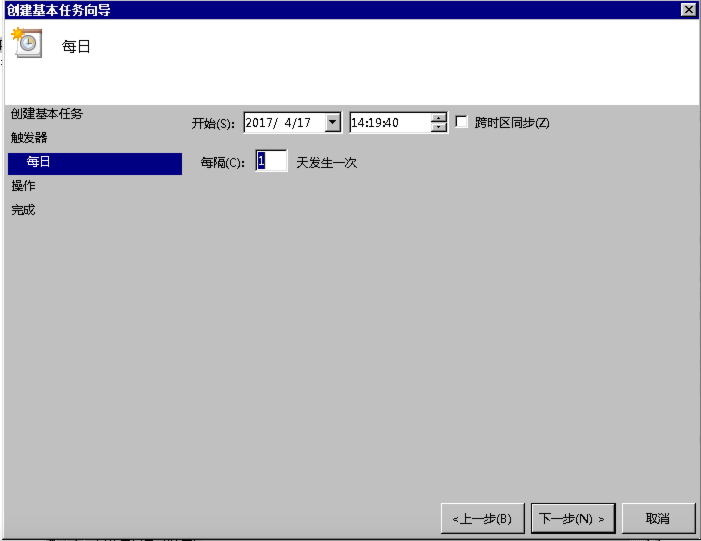 创建基本任务向导
每日
创建基本任务
触发器
每日
操作
完成
开始(S): 2017/ 4/17 14:19:40 跨时区同步(Z)
每隔(C): 1 天发生一次
<上一步(B) 下一步(N) > 取消